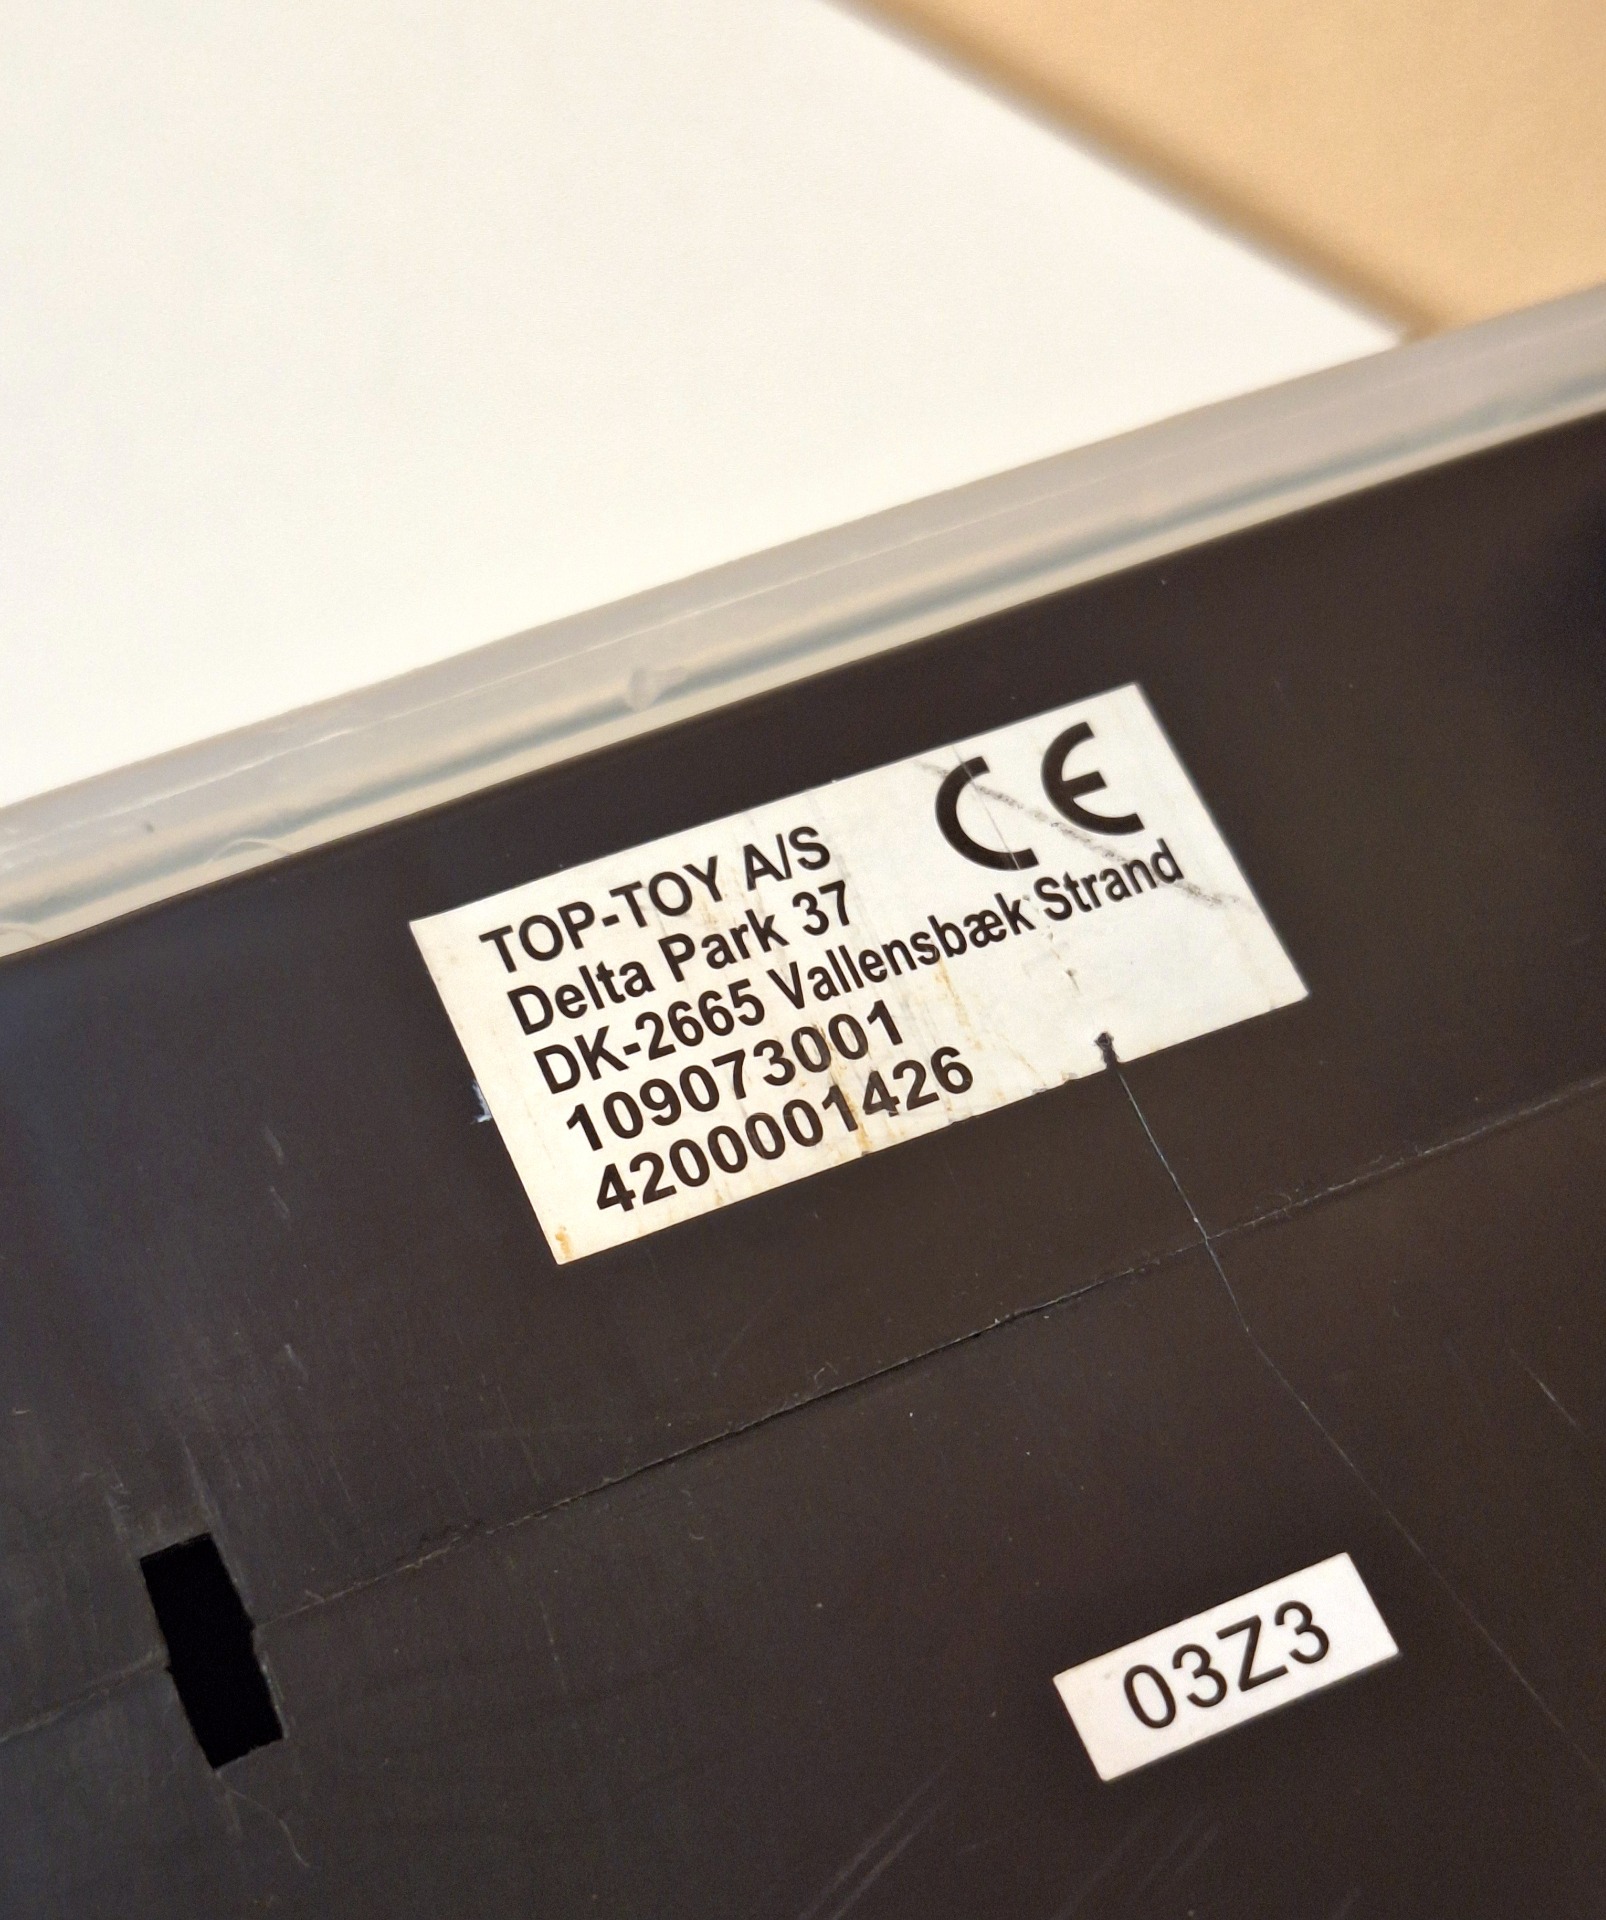 CE
TOP-TOY A/S
Delta Park 37
DK-2665 Vallensbæk Strand
109073001
4200001426
03Z3